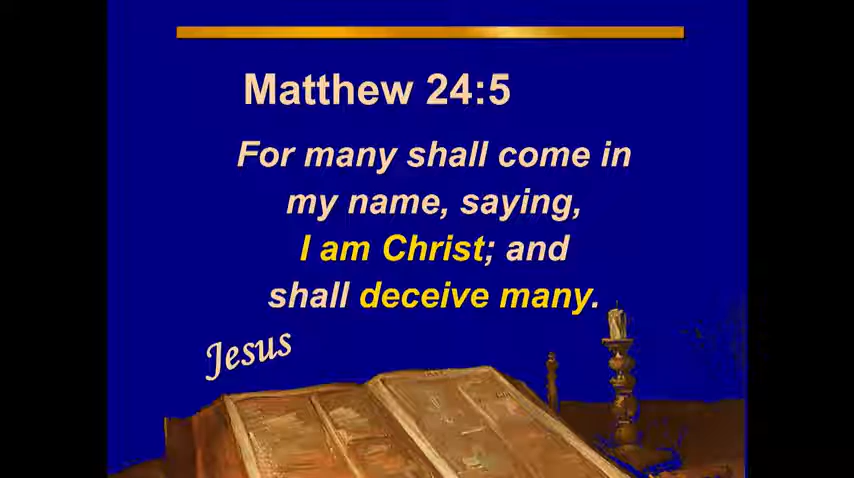 Matthew 24:5
For many shall come in
my name, saying,
I am Christ; and
shall deceive many.
Jesus